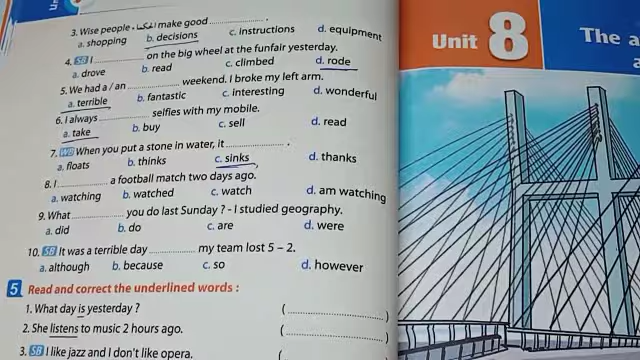 3. Wise people الحكماء make good ............... .
a. shopping b. decisions c. instructions d. equipment
4. SB I ............... on the big wheel at the funfair yesterday.
a. drove b. read c. climbed d. rode
5. We had a / an ............... weekend. I broke my left arm.
a. terrible b. fantastic c. interesting d. wonderful
6. I always ............... selfies with my mobile.
a. take b. buy c. sell d. read
7. WB When you put a stone in water, it ............... .
a. floats b. thinks c. sinks d. thanks
8. I ............... a football match two days ago.
a. watching b. watched c. watch d. am watching
9. What ............... you do last Sunday ? - I studied geography.
a. did b. do c. are d. were
10. SB It was a terrible day ............... my team lost 5 – 2.
a. although b. because c. so d. however
5 Read and correct the underlined words :
1. What day is yesterday ? (...............)
2. She listens to music 2 hours ago. (...............)
3. SB I like jazz and I don't like opera. (
Unit 8
The